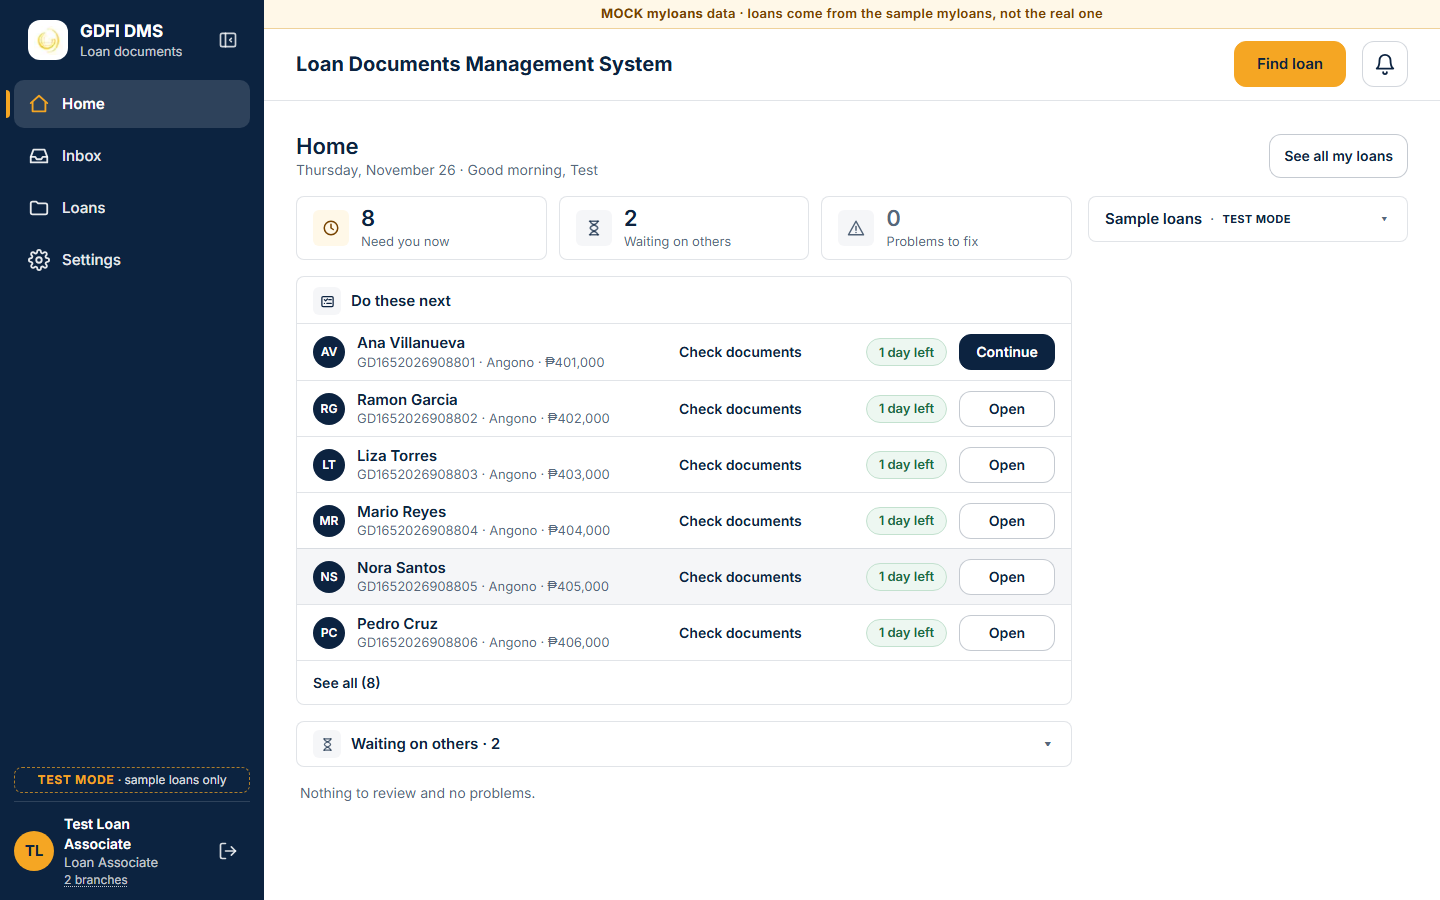 GDFI DMS
Loan documents
Home
Inbox
Loans
Settings
TEST MODE · sample loans only
TL
Test Loan
Associate
Loan Associate
2 branches
MOCK myloans data · loans come from the sample myloans, not the real one
Loan Documents Management System
Find loan
Home
Thursday, November 26 · Good morning, Test
See all my loans
8
Need you now
2
Waiting on others
0
Problems to fix
Sample loans · TEST MODE
Do these next
AV
Ana Villanueva
GD1652026908801 · Angono · ₱401,000
Check documents
1 day left
Continue
RG
Ramon Garcia
GD1652026908802 · Angono · ₱402,000
Check documents
1 day left
Open
LT
Liza Torres
GD1652026908803 · Angono · ₱403,000
Check documents
1 day left
Open
MR
Mario Reyes
GD1652026908804 · Angono · ₱404,000
Check documents
1 day left
Open
NS
Nora Santos
GD1652026908805 · Angono · ₱405,000
Check documents
1 day left
Open
PC
Pedro Cruz
GD1652026908806 · Angono · ₱406,000
Check documents
1 day left
Open
See all (8)
Waiting on others · 2
Nothing to review and no problems.